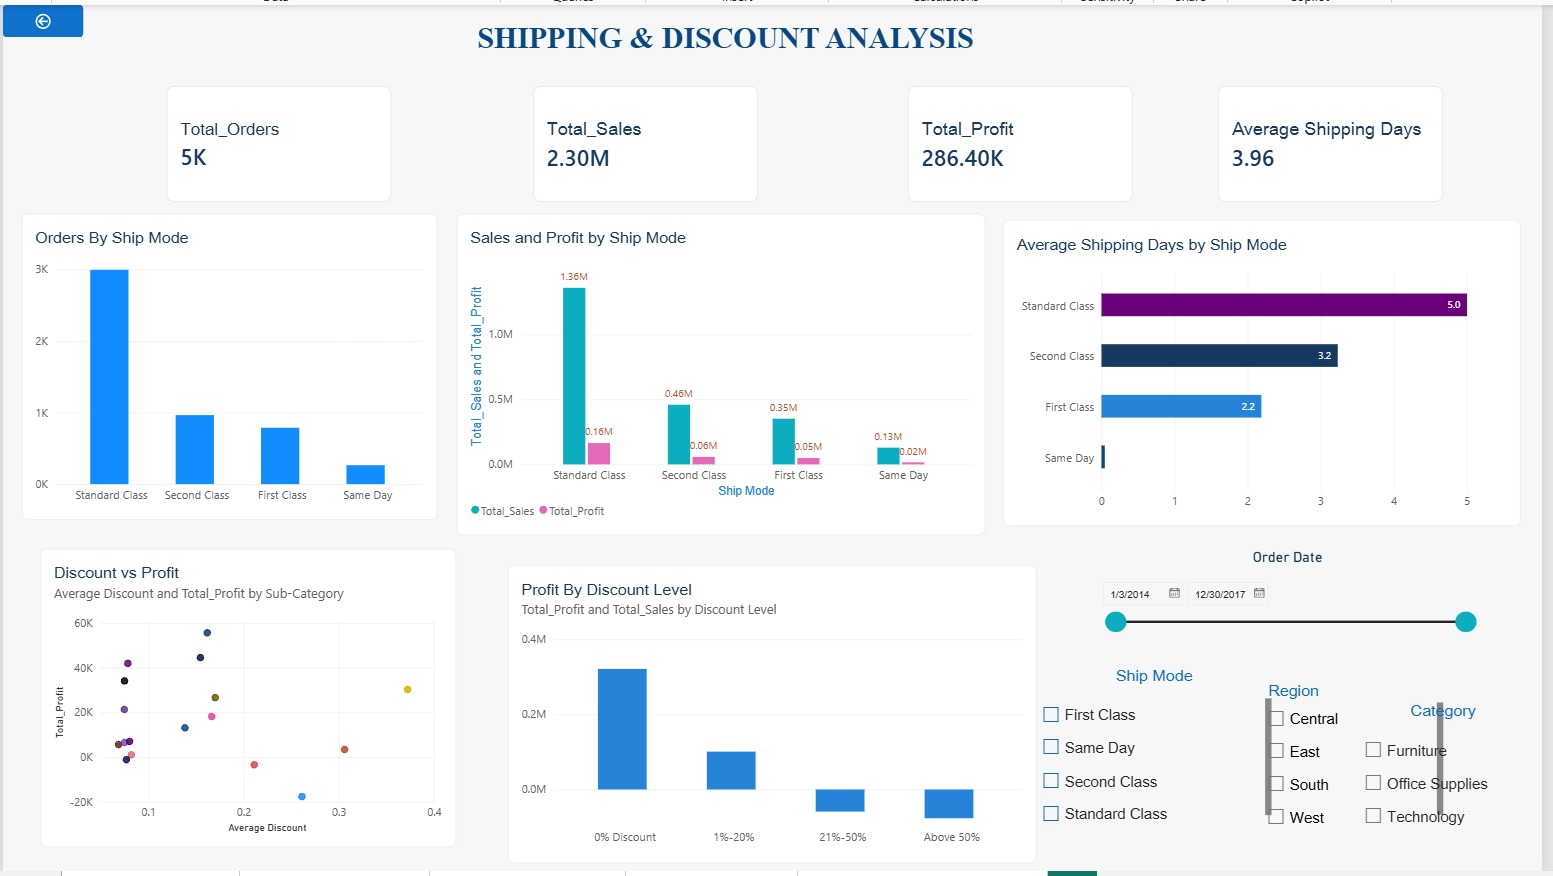 SHIPPING & DISCOUNT ANALYSIS
Total_Orders
5K
Total_Sales
2.30M
Total_Profit
286.40K
Average Shipping Days
3.96
Orders By Ship Mode
3K
2K
1K
0K
Standard Class
Second Class
First Class
Same Day
Sales and Profit by Ship Mode
Total_Sales and Total_Profit
1.0M
0.5M
0.0M
1.36M
0.16M
0.46M
0.06M
0.35M
0.05M
0.13M
0.02M
Standard Class
Second Class
First Class
Same Day
Ship Mode
Total_Sales
Total_Profit
Average Shipping Days by Ship Mode
Standard Class
5.0
Second Class
3.2
First Class
2.2
Same Day
0
1
2
3
4
5
Discount vs Profit
Average Discount and Total_Profit by Sub-Category
Total_Profit
60K
40K
20K
0K
-20K
0.1
0.2
0.3
0.4
Average Discount
Profit By Discount Level
Total_Profit and Total_Sales by Discount Level
0.4M
0.2M
0.0M
0% Discount
1%-20%
21%-50%
Above 50%
Order Date
1/3/2014
12/30/2017
Ship Mode
First Class
Same Day
Second Class
Standard Class
Region
Central
East
South
West
Category
Furniture
Office Supplies
Technology